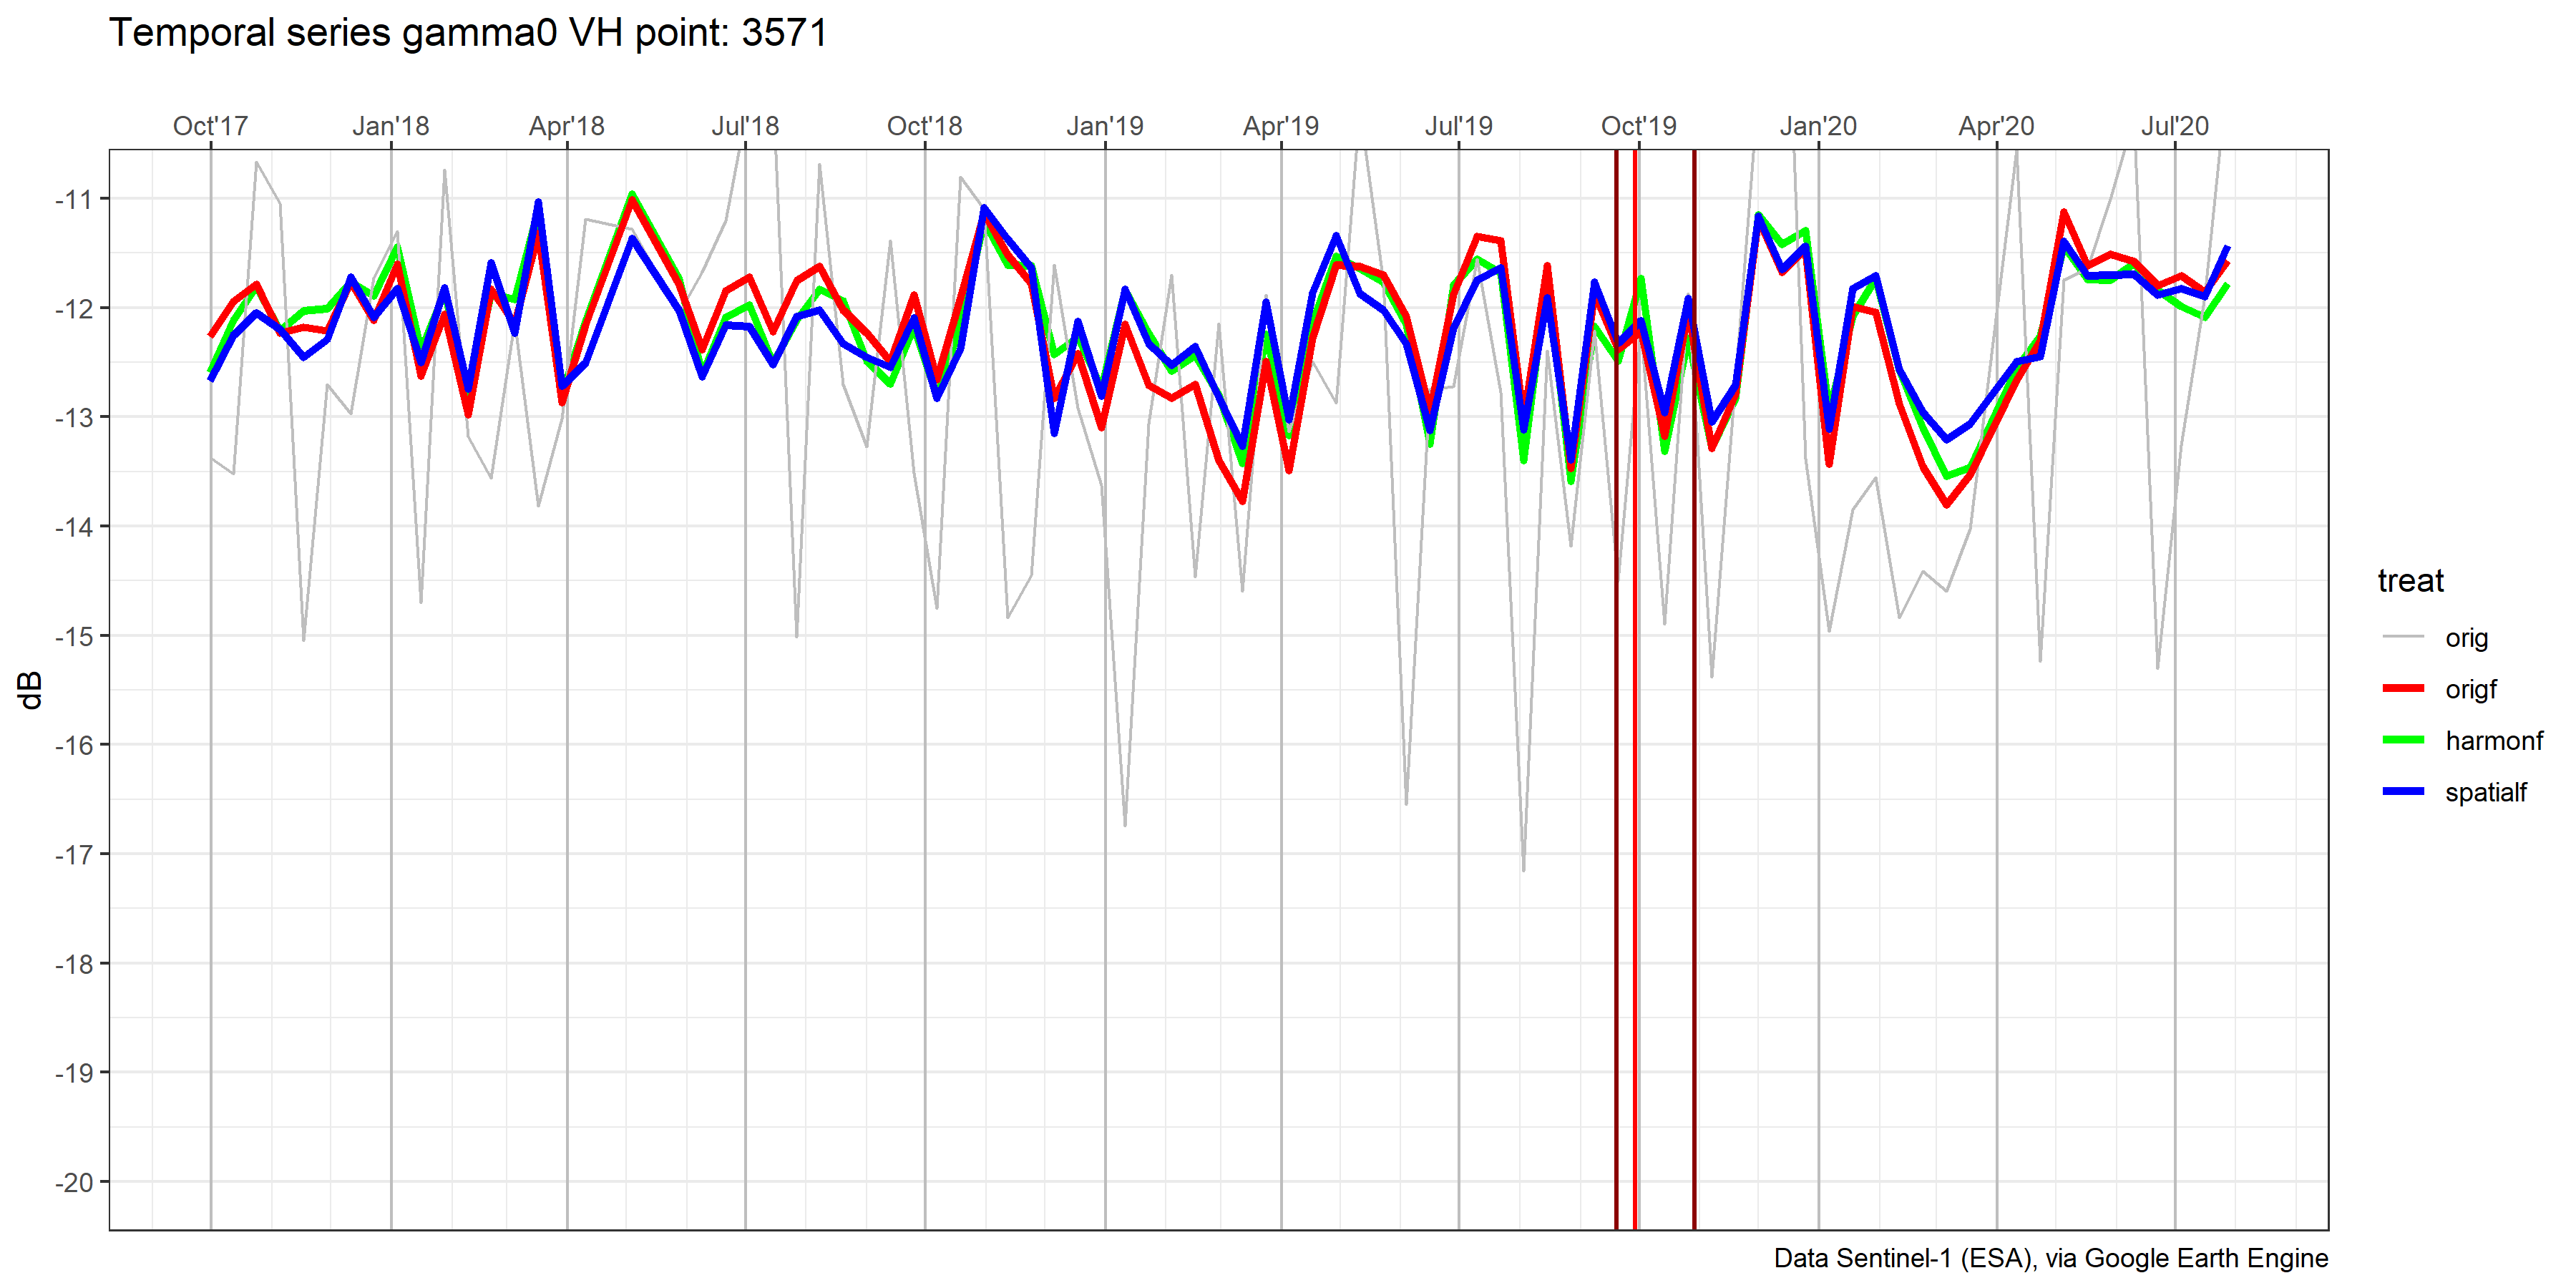 Temporal series gamma0 VH point: 3571
Oct'17 Jan'18 Apr'18 Jul'18 Oct'18 Jan'19 Apr'19 Jul'19 Oct'19 Jan'20 Apr'20 Jul'20
-11
-12
-13
-14
-15
-16
-17
-18
-19
-20
dB
treat
orig
origf
harmonf
spatialf
Data Sentinel-1 (ESA), via Google Earth Engine